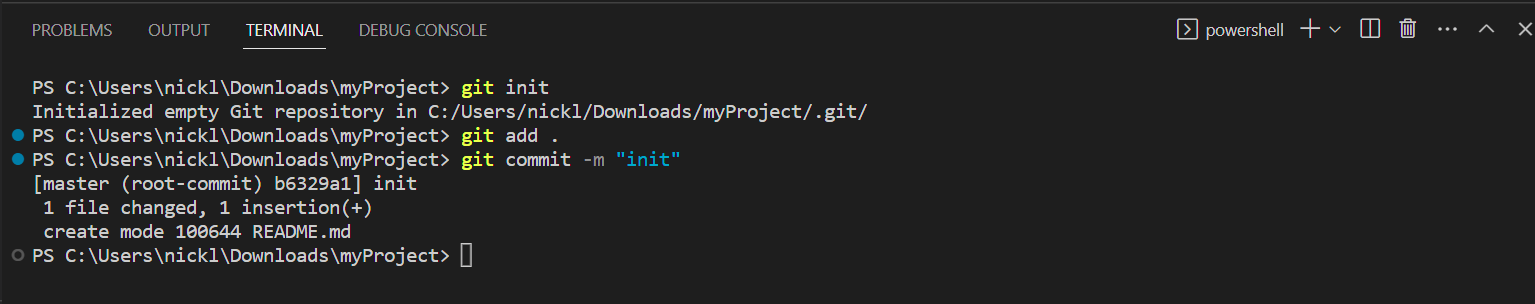 PROBLEMS OUTPUT TERMINAL DEBUG CONSOLE powershell
PS C:\Users\nickl\Downloads\myProject> git init
Initialized empty Git repository in C:/Users/nickl/Downloads/myProject/.git/
PS C:\Users\nickl\Downloads\myProject> git add .
PS C:\Users\nickl\Downloads\myProject> git commit -m "init"
[master (root-commit) b6329a1] init
 1 file changed, 1 insertion(+)
 create mode 100644 README.md
PS C:\Users\nickl\Downloads\myProject>